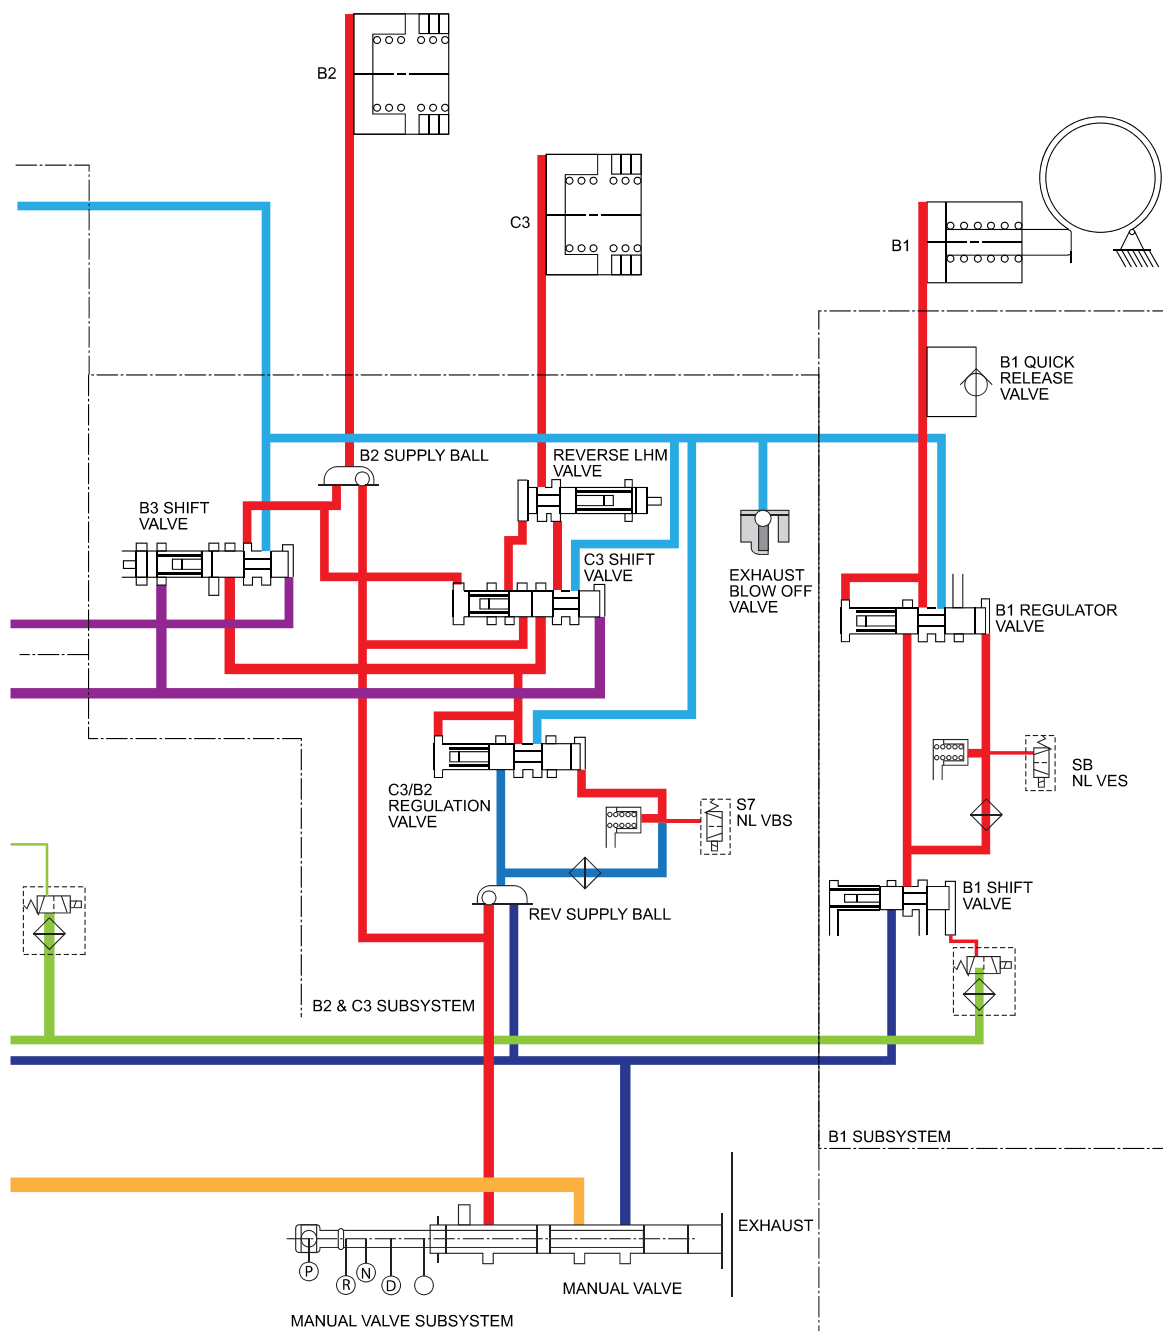 B2
C3
B1
B1 QUICK
RELEASE
VALVE
B2 SUPPLY BALL
REVERSE LHM
VALVE
B3 SHIFT
VALVE
C3 SHIFT
VALVE
EXHAUST
BLOW OFF
VALVE
B1 REGULATOR
VALVE
C3/B2
REGULATION
VALVE
S7
NL VBS
SB
NL VES
REV SUPPLY BALL
B1 SHIFT
VALVE
B2 & C3 SUBSYSTEM
B1 SUBSYSTEM
EXHAUST
P
R
N
D
MANUAL VALVE
MANUAL VALVE SUBSYSTEM